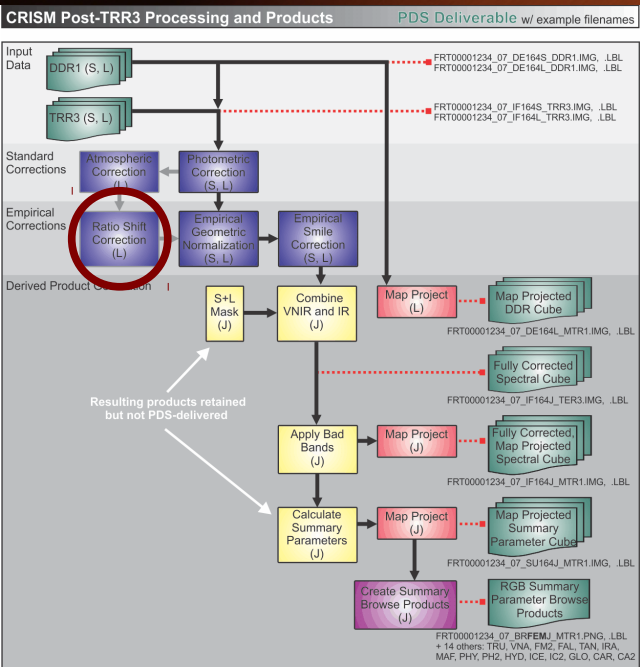 CRISM Post-TRR3 Processing and Products
PDS Deliverable w/ example filenames
Input
Data
DDR1 (S, L)
FRT00001234_07_DE164S_DDR1.IMG, .LBL
FRT00001234_07_DE164L_DDR1.IMG, .LBL
TRR3 (S, L)
FRT00001234_07_IF164S_TRR3.IMG, .LBL
FRT00001234_07_IF164L_TRR3.IMG, .LBL
Standard
Corrections
Atmospheric
Correction
(L)
Photometric
Correction
(S, L)
Empirical
Corrections
Ratio Shift
Correction
(L)
Empirical
Geometric
Normalization
(S, L)
Empirical
Smile
Correction
(S, L)
Derived Product
S+L
Mask
(J)
Combine
VNIR and IR
(J)
Map Project
(L)
Map Projected
DDR Cube
FRT00001234_07_DE164L_MTR1.IMG, .LBL
Fully Corrected
Spectral Cube
FRT00001234_07_IF164J_TER3.IMG, .LBL
Resulting products retained
but not PDS-delivered
Apply Bad
Bands
(J)
Map Project
(J)
Fully Corrected,
Map Projected
Spectral Cube
FRT00001234_07_IF164J_MTR1.IMG, .LBL
Calculate
Summary
Parameters
(J)
Map Project
(J)
Map Projected
Summary
Parameter Cube
FRT00001234_07_SU164J_MTR1.IMG, .LBL
Create Summary
Browse Products
(J)
RGB Summary
Parameter Browse
Products
FRT00001234_07_BRFEMJ_MTR1.PNG, .LBL
+ 14 others: TRU, VNA, FM2, FAL, TAN, IRA,
MAF, PHY, PH2, HYD, ICE, IC2, GLO, CAR, CA2